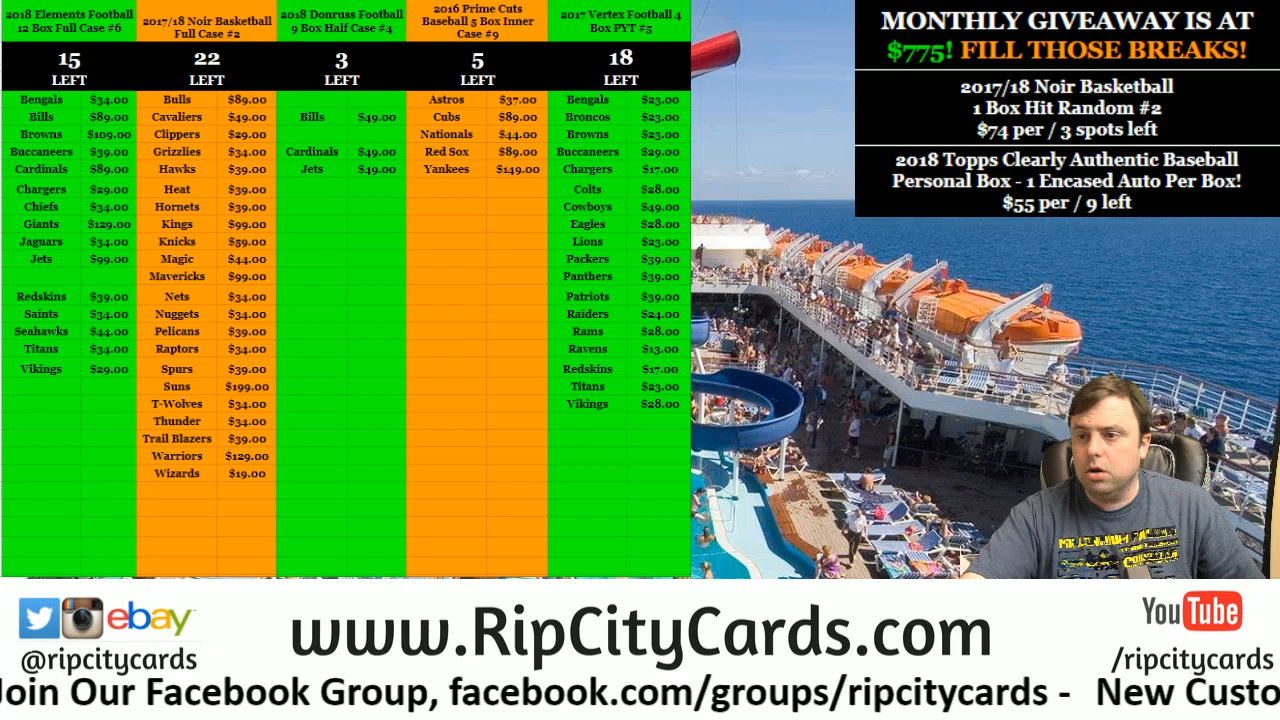 2018 Elements Football
12 Box Full Case #6
15
LEFT
Bengals $34.00
Bills $89.00
Browns $109.00
Buccaneers $39.00
Cardinals $89.00
Chargers $29.00
Chiefs $34.00
Giants $129.00
Jaguars $34.00
Jets $99.00
Redskins $39.00
Saints $34.00
Seahawks $44.00
Titans $34.00
Vikings $29.00
2017/18 Noir Basketball
Full Case #2
22
LEFT
Bulls $89.00
Cavaliers $49.00
Clippers $29.00
Grizzlies $34.00
Hawks $39.00
Heat $39.00
Hornets $39.00
Kings $99.00
Knicks $59.00
Magic $44.00
Mavericks $99.00
Nets $34.00
Nuggets $34.00
Pelicans $39.00
Raptors $34.00
Spurs $39.00
Suns $199.00
T-Wolves $34.00
Thunder $34.00
Trail Blazers $39.00
Warriors $129.00
Wizards $19.00
2018 Donruss Football
9 Box Half Case #4
3
LEFT
Bills $49.00
Cardinals $49.00
Jets $49.00
2016 Prime Cuts
Baseball 5 Box Inner
Case #9
5
LEFT
Astros $37.00
Cubs $89.00
Nationals $44.00
Red Sox $89.00
Yankees $149.00
2017 Vertex Football 4
Box PYT #5
18
LEFT
Bengals $23.00
Broncos $23.00
Browns $23.00
Buccaneers $29.00
Chargers $17.00
Colts $28.00
Cowboys $49.00
Eagles $28.00
Lions $23.00
Packers $39.00
Panthers $39.00
Patriots $39.00
Raiders $24.00
Rams $28.00
Ravens $13.00
Redskins $17.00
Titans $23.00
Vikings $28.00
MONTHLY GIVEAWAY IS AT
$775! FILL THOSE BREAKS!
2017/18 Noir Basketball
1 Box Hit Random #2
$74 per / 3 spots left
2018 Topps Clearly Authentic Baseball
Personal Box - 1 Encased Auto Per Box!
$55 per / 9 left
ebay
@ripcitycards
www.RipCityCards.com
YouTube
/ripcitycards
Join Our Facebook Group, facebook.com/groups/ripcitycards - New Custo